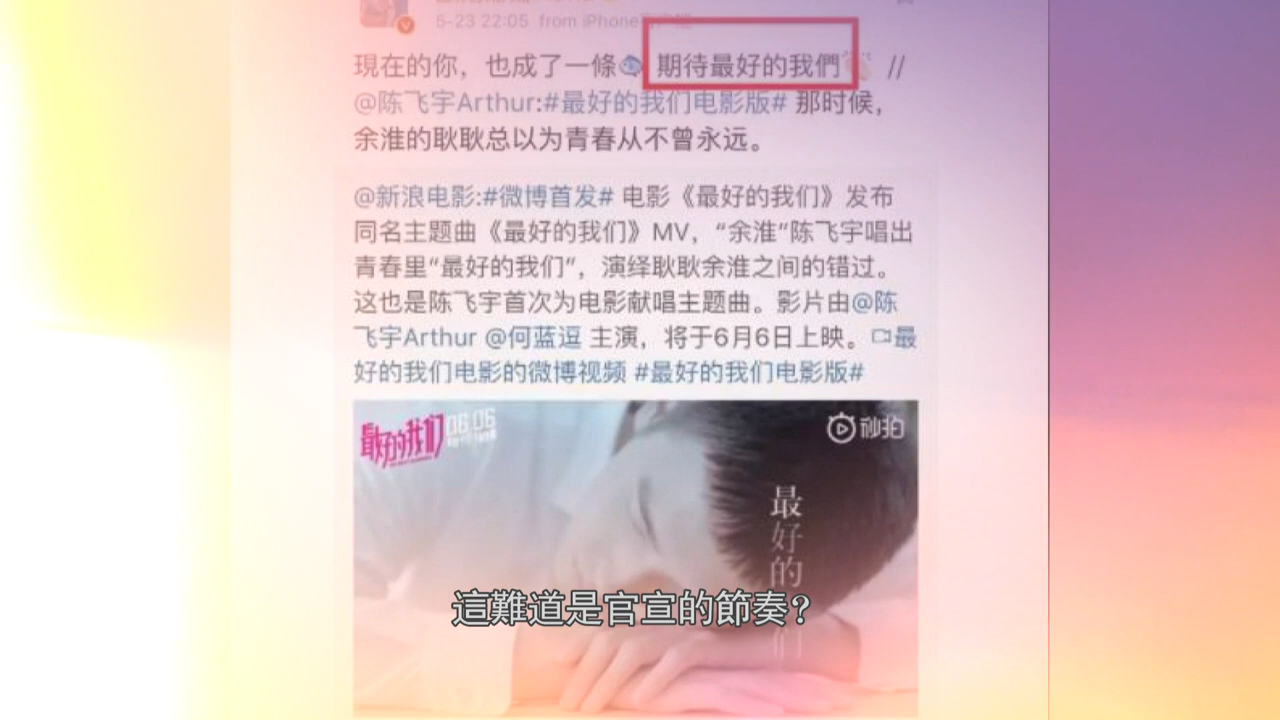 5-23 22:05 from iPhone
現在的你，也成了一條 期待最好的我們 //
@陈飞宇Arthur:#最好的我们电影版# 那时候，
余淮的耿耿总以为青春从不曾永远。
@新浪电影:#微博首发# 电影《最好的我们》发布
同名主题曲《最好的我们》MV，“余淮”陈飞宇唱出
青春里“最好的我们”，演绎耿耿余淮之间的错过。
这也是陈飞宇首次为电影献唱主题曲。影片由@陈
飞宇Arthur @何蓝逗 主演，将于6月6日上映。最
好的我们电影的微博视频 #最好的我们电影版#
最好的我们 06.06
秒拍
最好的
们
這難道是官宣的節奏？